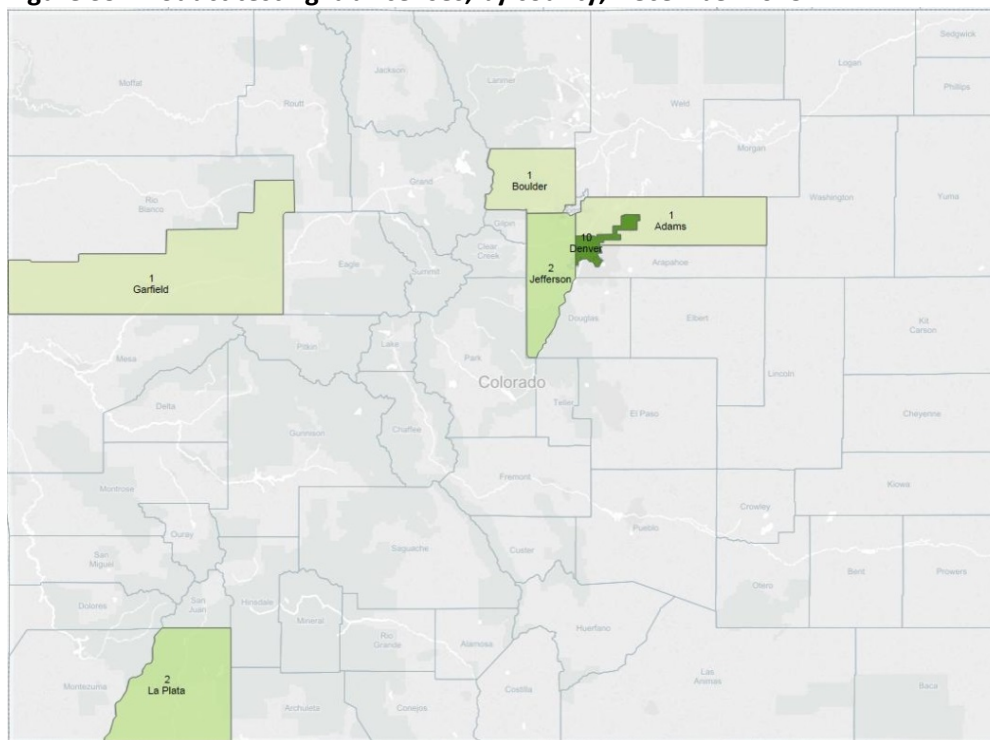 Sedgwick
Logan
Jackson
Larimer
Moffat
Phillips
Routt
Weld
Morgan
1
Boulder
Grand
Rio
Blanco
Washington
Yuma
1
Adams
Gilpin
10
Denver
Clear
Creek
Arapahoe
Eagle
Summit
2
Jefferson
1
Garfield
Douglas
Elbert
Kit
Carson
Pitkin
Lake
Mesa
Park
Lincoln
Colorado
Delta
Teller
El Paso
Cheyenne
Chaffee
Gunnison
Fremont
Montrose
Kiowa
Crowley
Ouray
Pueblo
Saguache
Custer
San
Miguel
Otero
Bent
Prowers
Dolores
San
Juan
Hinsdale
Mineral
Huerfano
Rio
Grande
Alamosa
2
La Plata
Montezuma
Las
Animas
Costilla
Baca
Archuleta
Conejos